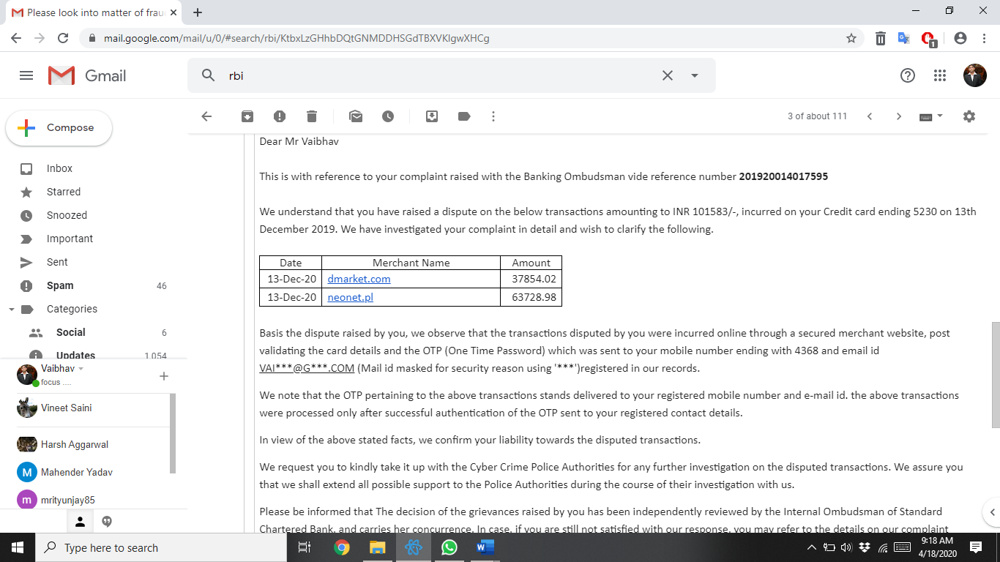 Please look into matter of frau
mail.google.com/mail/u/0/#search/rbi/KtbxLzGHhbDQtGNMDDHSGdTBXVKlgwXHCg
1
Gmail
rbi
3 of about 111
Compose
Inbox
Starred
Snoozed
Important
Sent
Spam 46
Categories
Social 6
Updates 1,054
Vaibhav
focus ....
Vineet Saini
Harsh Aggarwal
M Mahender Yadav
m mrityunjay85
Dear Mr Vaibhav
This is with reference to your complaint raised with the Banking Ombudsman vide reference number 201920014017595
We understand that you have raised a dispute on the below transactions amounting to INR 101583/-, incurred on your Credit card ending 5230 on 13th
December 2019. We have investigated your complaint in detail and wish to clarify the following.
Date Merchant Name Amount
13-Dec-20 dmarket.com 37854.02
13-Dec-20 neonet.pl 63728.98
Basis the dispute raised by you, we observe that the transactions disputed by you were incurred online through a secured merchant website, post
validating the card details and the OTP (One Time Password) which was sent to your mobile number ending with 4368 and email id
VAI***@G***.COM (Mail id masked for security reason using '***')registered in our records.
We note that the OTP pertaining to the above transactions stands delivered to your registered mobile number and e-mail id. the above transactions
were processed only after successful authentication of the OTP sent to your registered contact details.
In view of the above stated facts, we confirm your liability towards the disputed transactions.
We request you to kindly take it up with the Cyber Crime Police Authorities for any further investigation on the disputed transactions. We assure you
that we shall extend all possible support to the Police Authorities during the course of their investigation with us.
Please be informed that The decision of the grievances raised by you has been independently reviewed by the Internal Ombudsman of Standard
Chartered Bank, and carries her concurrence. In case, if you are still not satisfied with our response, you may refer to the details on our complaint
Type here to search
9:18 AM
4/18/2020